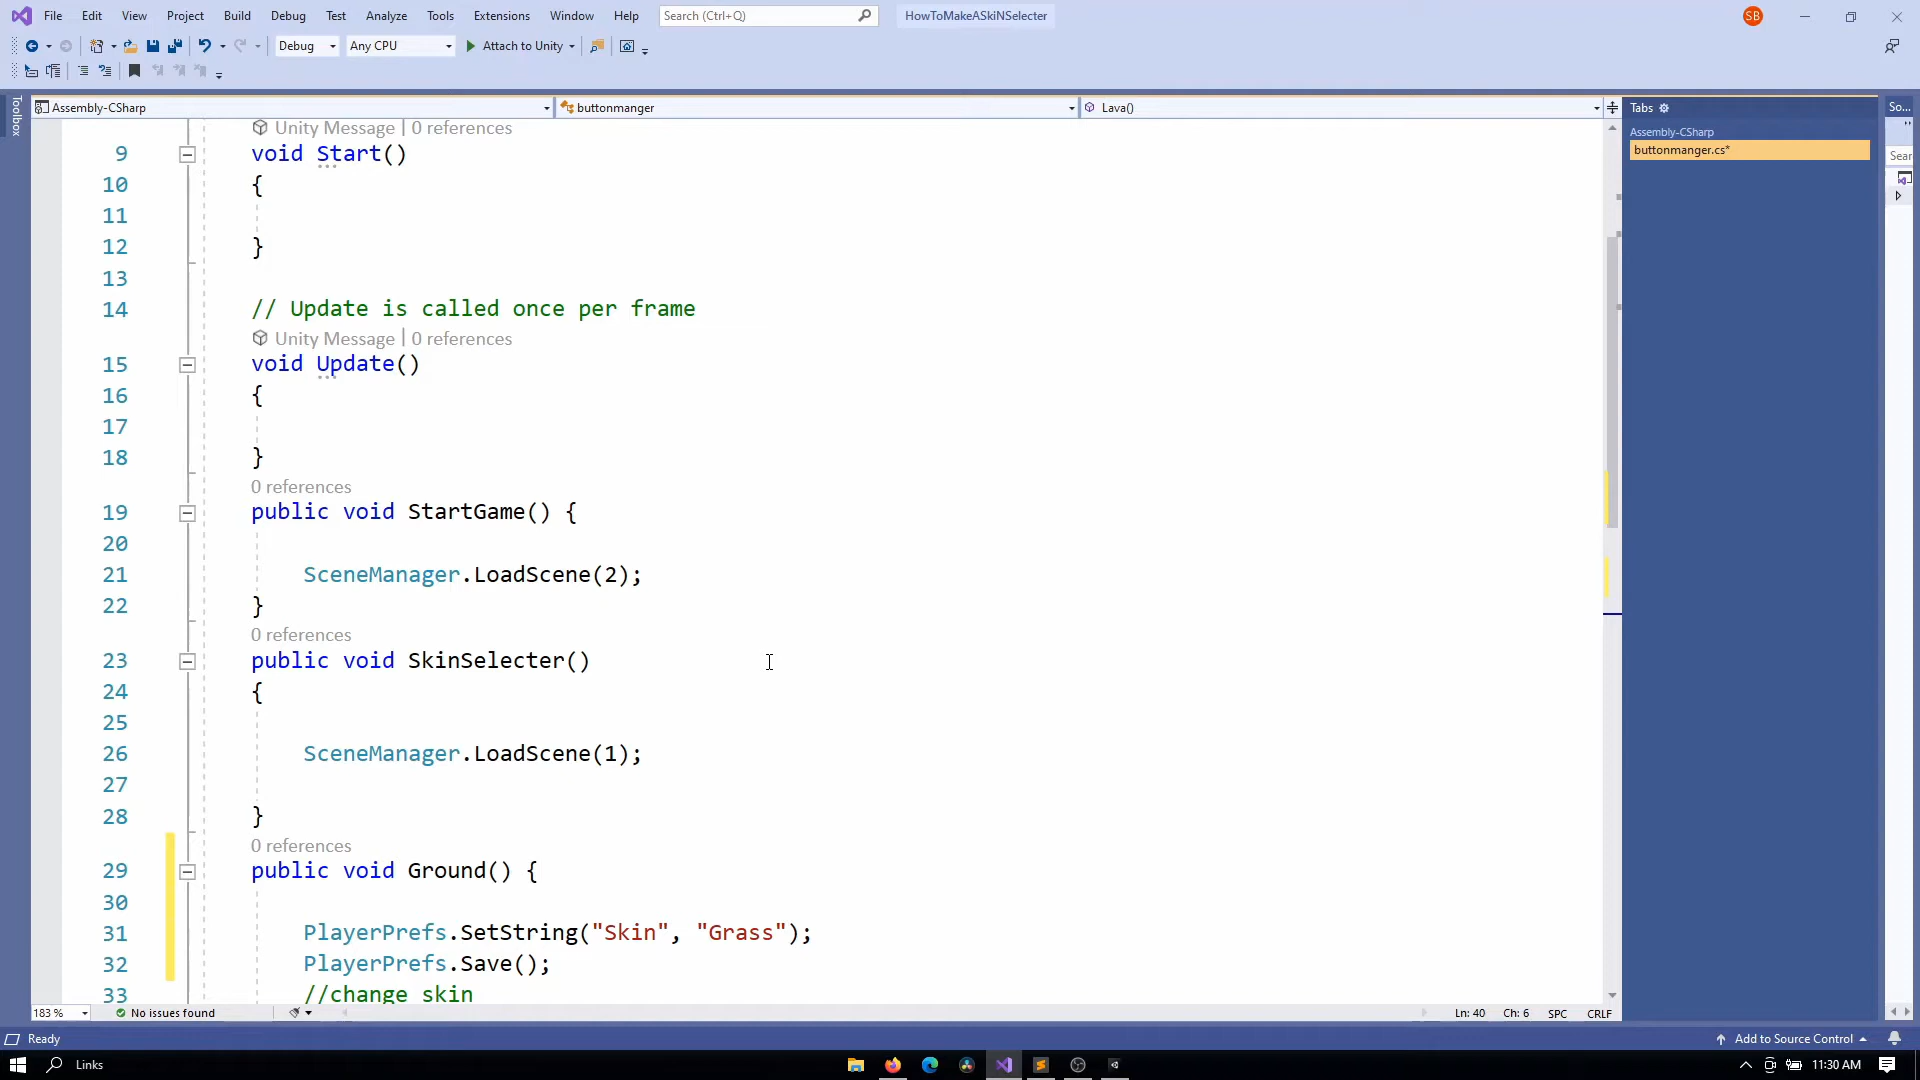 File Edit View Project Build Debug Test Analyze Tools Extensions Window Help Search (Ctrl+Q) HowToMakeASkiNSelecter SB
Debug Any CPU Attach to Unity
Toolbox
Assembly-CSharp buttonmanger Lava() Tabs So...
Assembly-CSharp
buttonmanger.cs*
Sear
Unity Message | 0 references
9 void Start()
10 {
11
12 }
13
14 // Update is called once per frame
Unity Message | 0 references
15 void Update()
16 {
17
18 }
0 references
19 public void StartGame() {
20
21 SceneManager.LoadScene(2);
22 }
0 references
23 public void SkinSelecter()
24 {
25
26 SceneManager.LoadScene(1);
27
28 }
0 references
29 public void Ground() {
30
31 PlayerPrefs.SetString("Skin", "Grass");
32 PlayerPrefs.Save();
33 //change skin
183 % No issues found Ln: 40 Ch: 6 SPC CRLF
Ready Add to Source Control
Links 11:30 AM